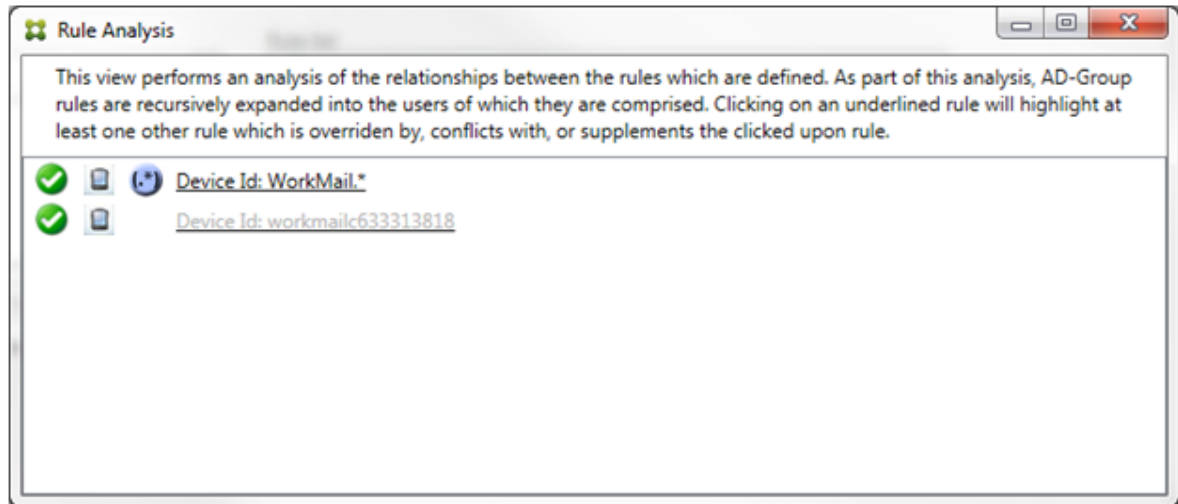 Rule Analysis
This view performs an analysis of the relationships between the rules which are defined. As part of this analysis, AD-Group
rules are recursively expanded into the users of which they are comprised. Clicking on an underlined rule will highlight at
least one other rule which is overriden by, conflicts with, or supplements the clicked upon rule.
(.*) Device Id: WorkMail.*
Device Id: workmailc633313818